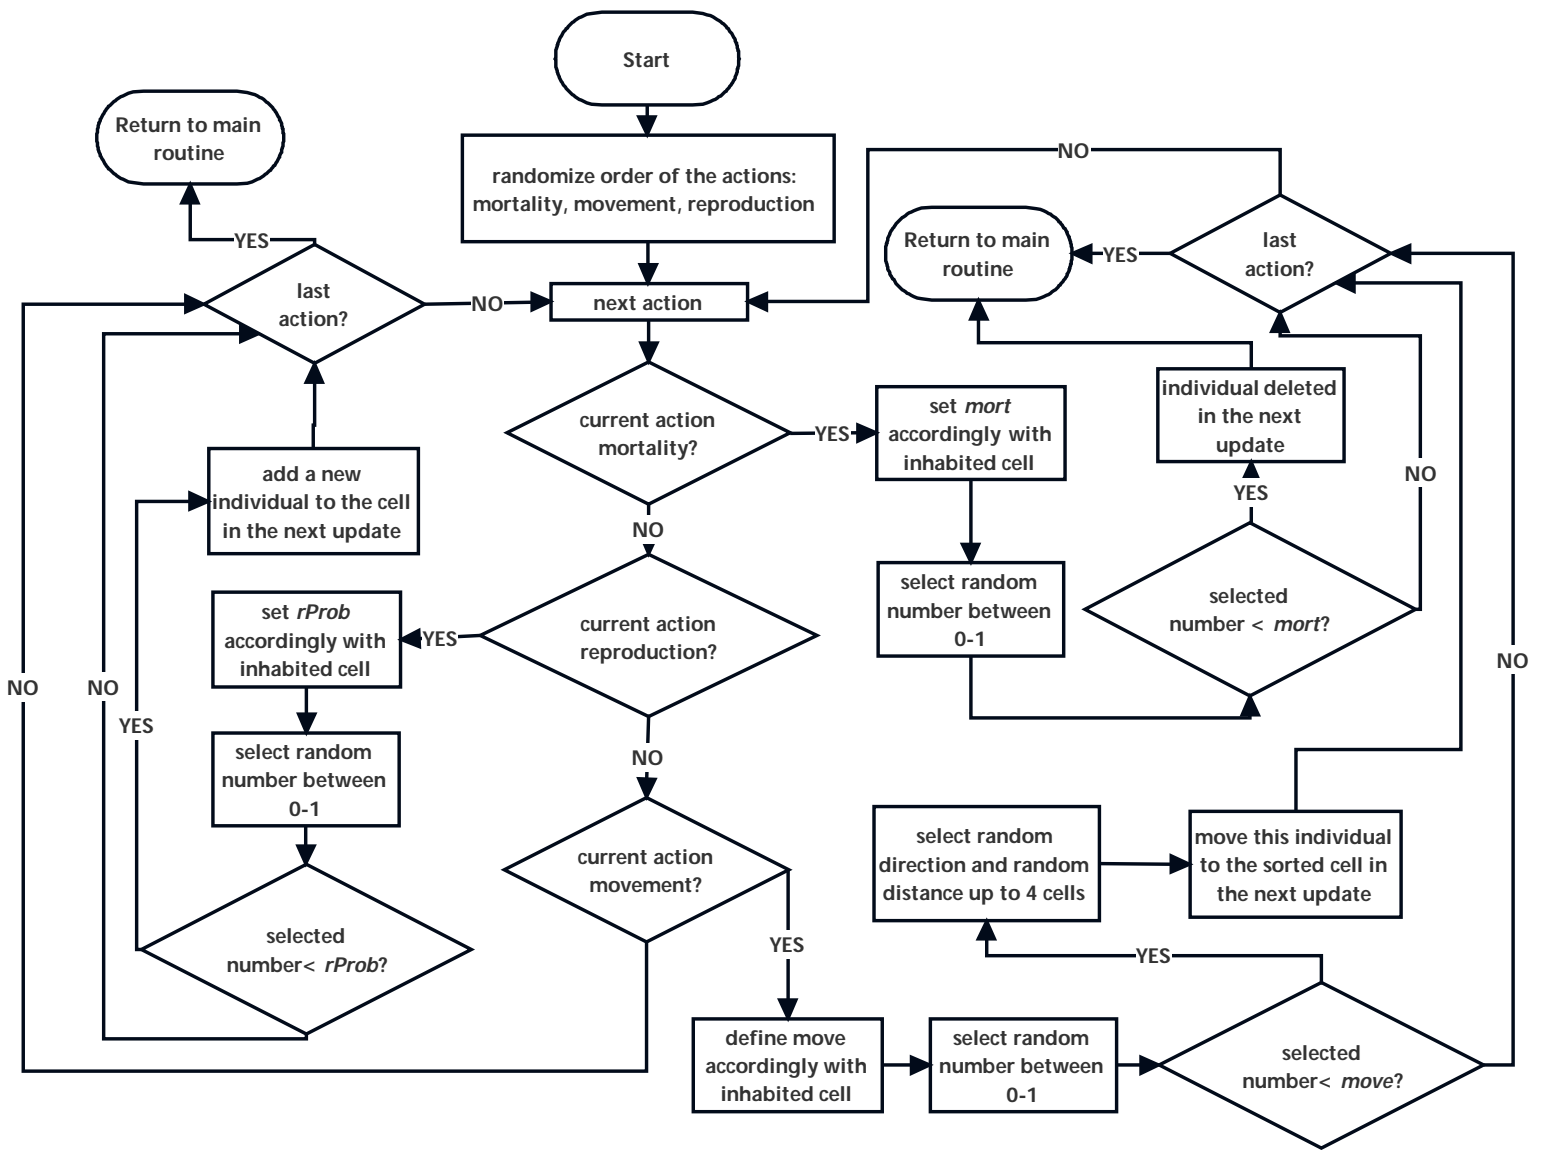 Start
Return to main
routine
randomize order of the actions:
mortality, movement, reproduction
NO
YES
last
action?
NO
next action
Return to main
routine
YES
last
action?
current action
mortality?
YES
set mort
accordingly with
inhabited cell
individual deleted
in the next
update
NO
YES
add a new
individual to the cell
in the next update
NO
select random
number between
0-1
selected
number < mort?
set rProb
accordingly with
inhabited cell
YES
current action
reproduction?
NO
NO
NO
YES
NO
select random
number between
0-1
current action
movement?
select random
direction and random
distance up to 4 cells
move this individual
to the sorted cell in
the next update
selected
number< rProb?
YES
YES
define move
accordingly with
inhabited cell
select random
number between
0-1
selected
number< move?